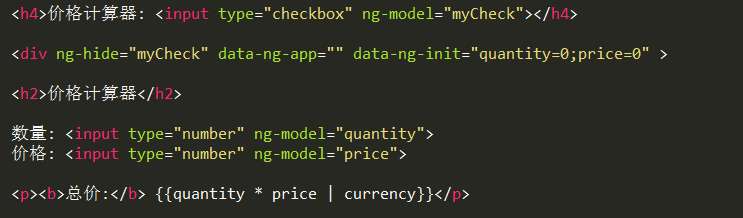 <h4>价格计算器: <input type="checkbox" ng-model="myCheck"></h4>
<div ng-hide="myCheck" data-ng-app="" data-ng-init="quantity=0;price=0" >
<h2>价格计算器</h2>
数量: <input type="number" ng-model="quantity">
价格: <input type="number" ng-model="price">
<p><b>总价:</b> {{quantity * price | currency}}</p>